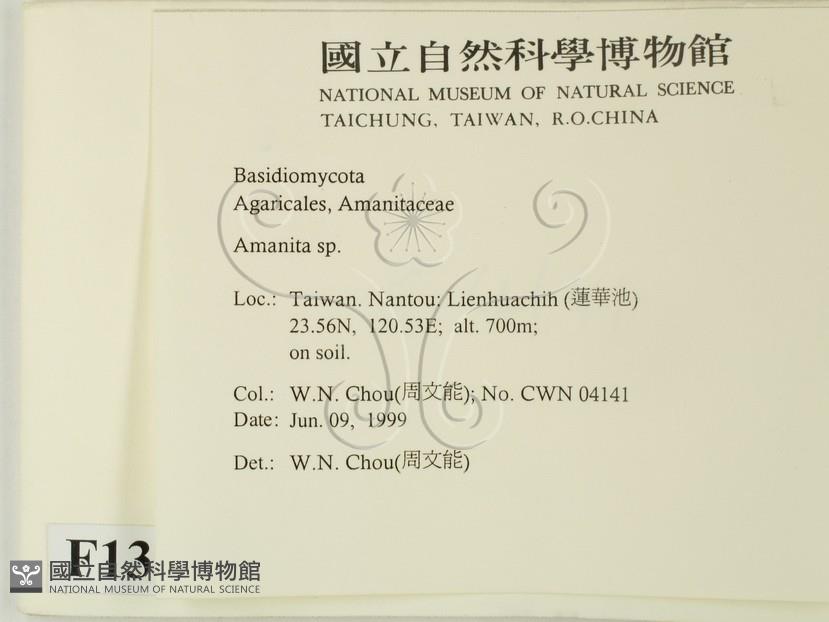 國立自然科學博物館
NATIONAL MUSEUM OF NATURAL SCIENCE
TAICHUNG, TAIWAN, R.O.CHINA
Basidiomycota
Agaricales, Amanitaceae
Amanita sp.
Loc.: Taiwan. Nantou: Lienhuachih (蓮華池)
23.56N, 120.53E; alt. 700m;
on soil.
Col.: W.N. Chou(周文能); No. CWN 04141
Date: Jun. 09, 1999
Det.: W.N. Chou(周文能)
F13
國立自然科學博物館
NATIONAL MUSEUM OF NATURAL SCIENCE